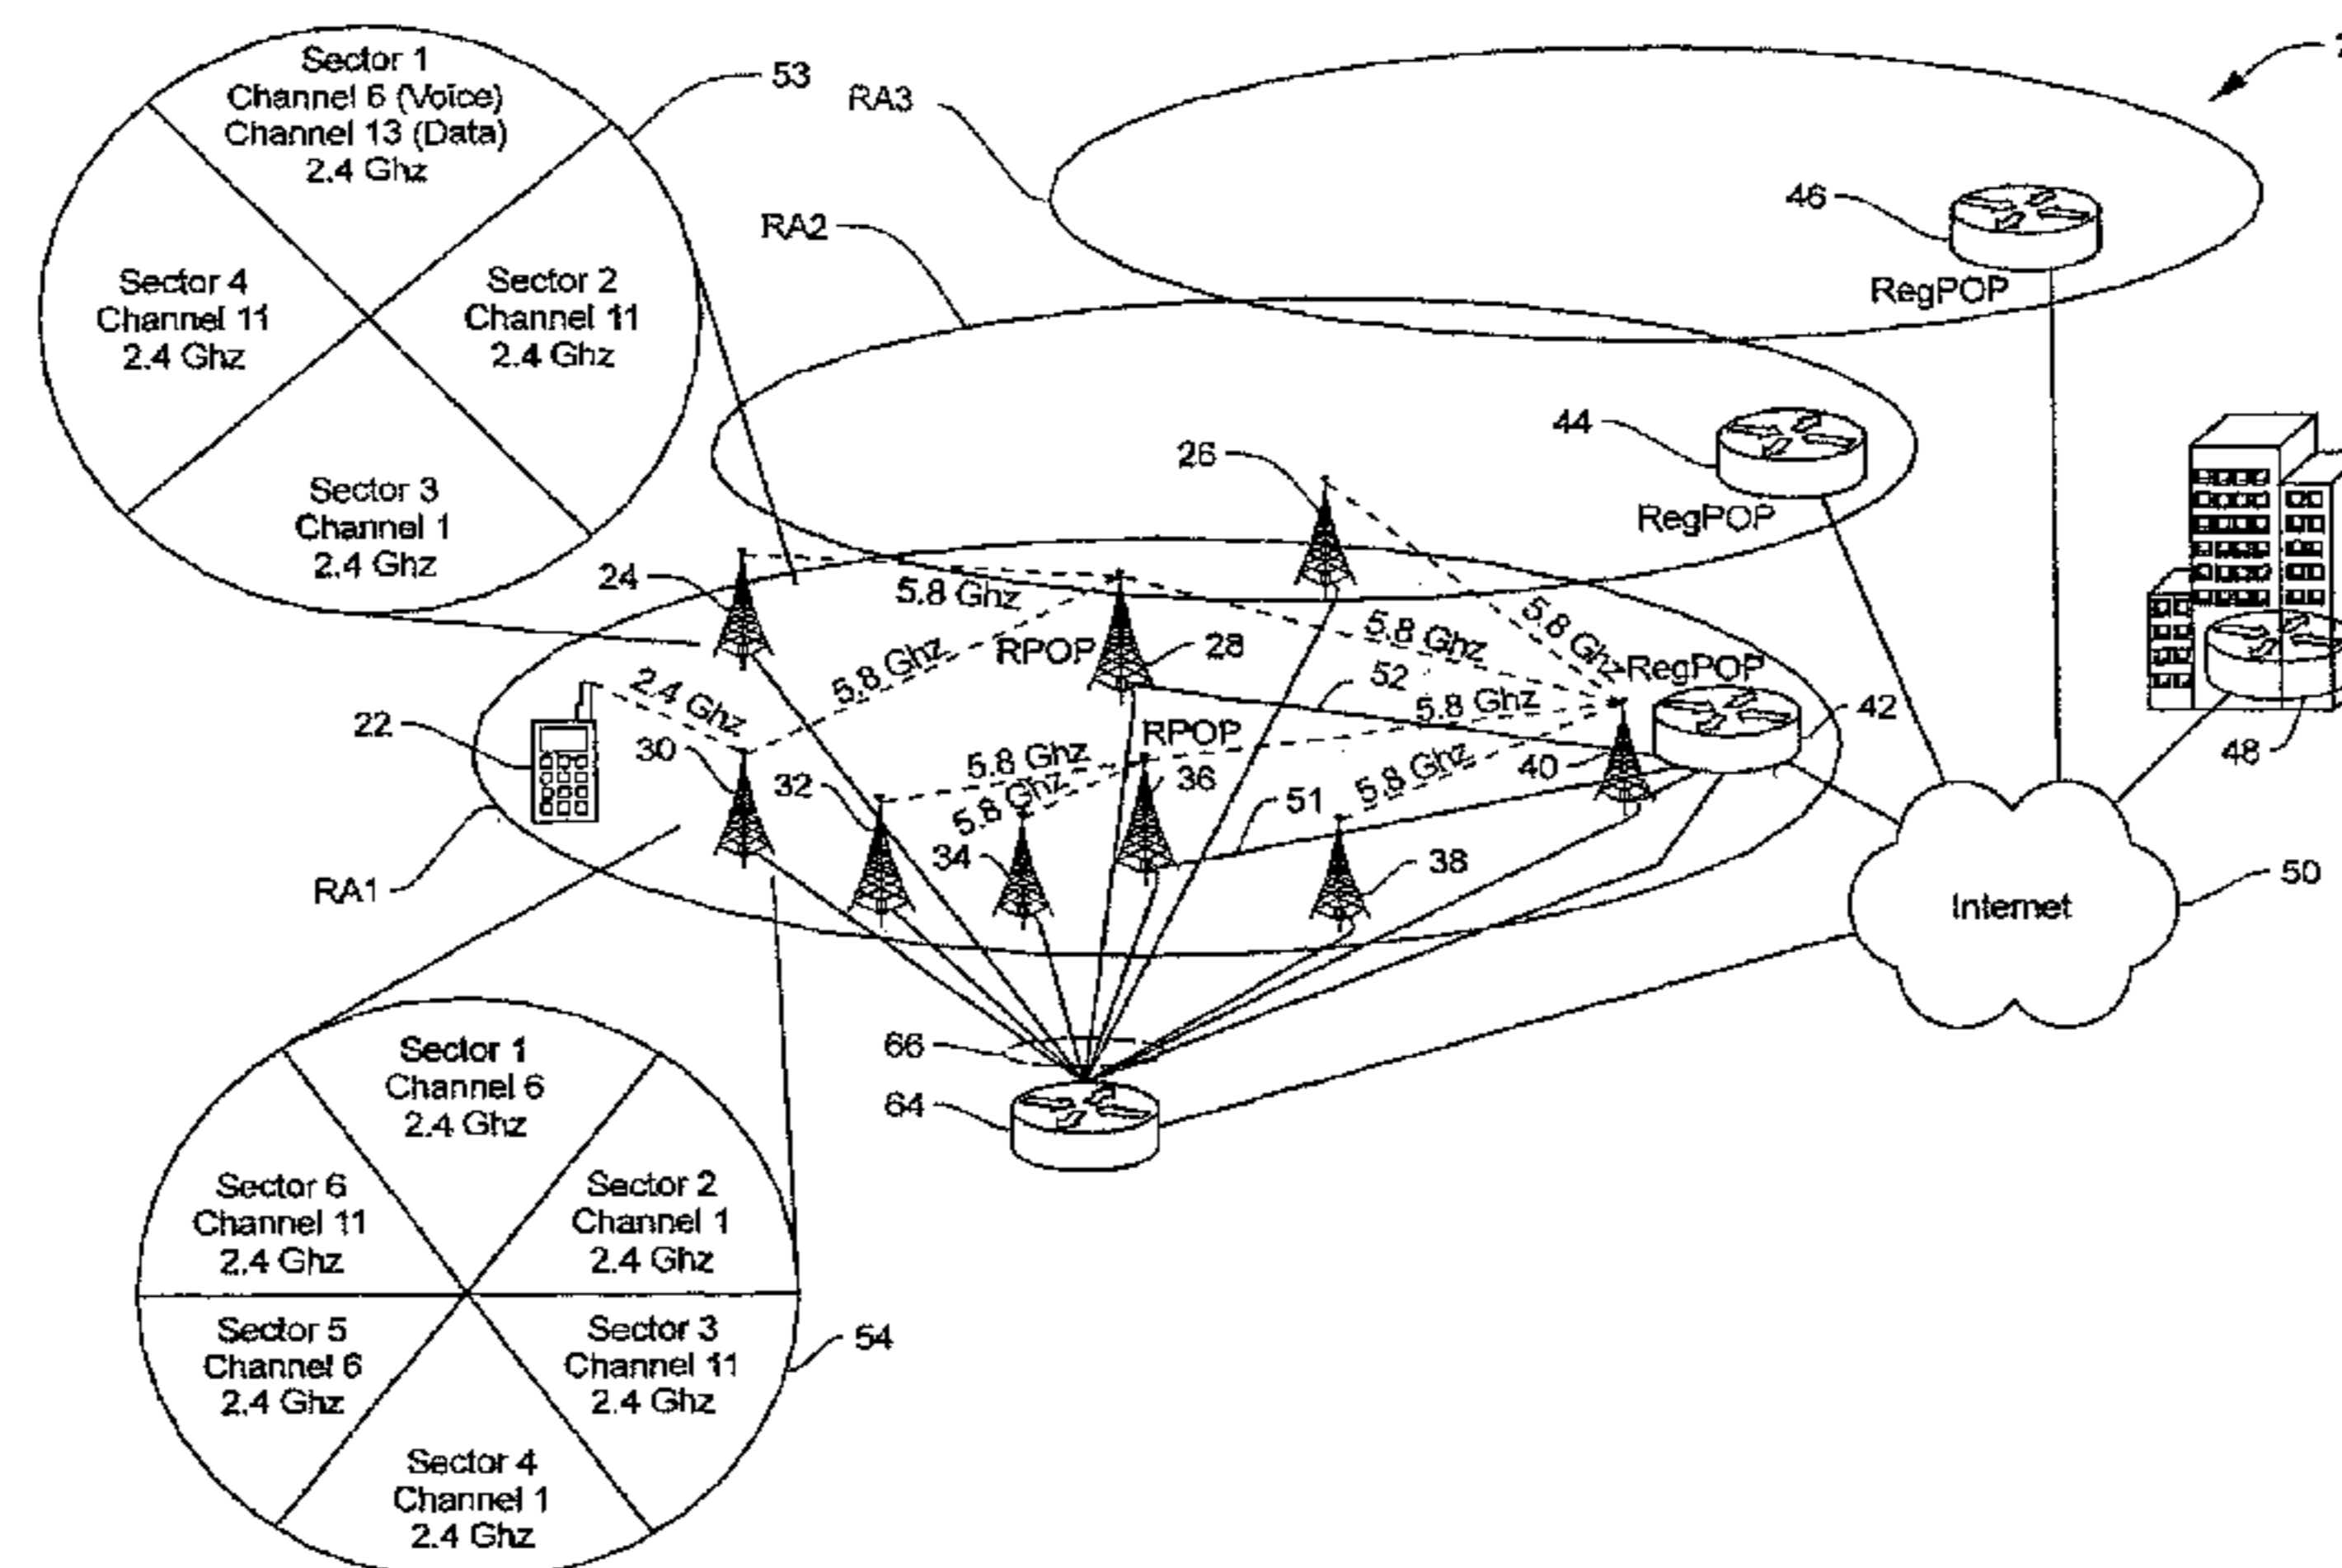 Sector 1
Channel 6 (Voice)
Channel 13 (Data)
2.4 Ghz
53
Sector 4
Channel 11
2.4 Ghz
Sector 2
Channel 11
2.4 Ghz
Sector 3
Channel 1
2.4 Ghz
RA3
RA2
46
RegPOP
44
RegPOP
26
24
5.8 Ghz
RPOP
28
5.8 Ghz
5.8 Ghz
RegPOP
5.8 Ghz
52
5.8 Ghz
2.4 Ghz
22
30
42
48
RPOP
5.8 Ghz
36
40
5.8 Ghz
32
5.8 Ghz
51
34
38
RA1
Internet
50
66
64
Sector 1
Channel 6
2.4 Ghz
Sector 6
Channel 11
2.4 Ghz
Sector 2
Channel 1
2.4 Ghz
Sector 5
Channel 6
2.4 Ghz
Sector 3
Channel 11
2.4 Ghz
54
Sector 4
Channel 1
2.4 Ghz